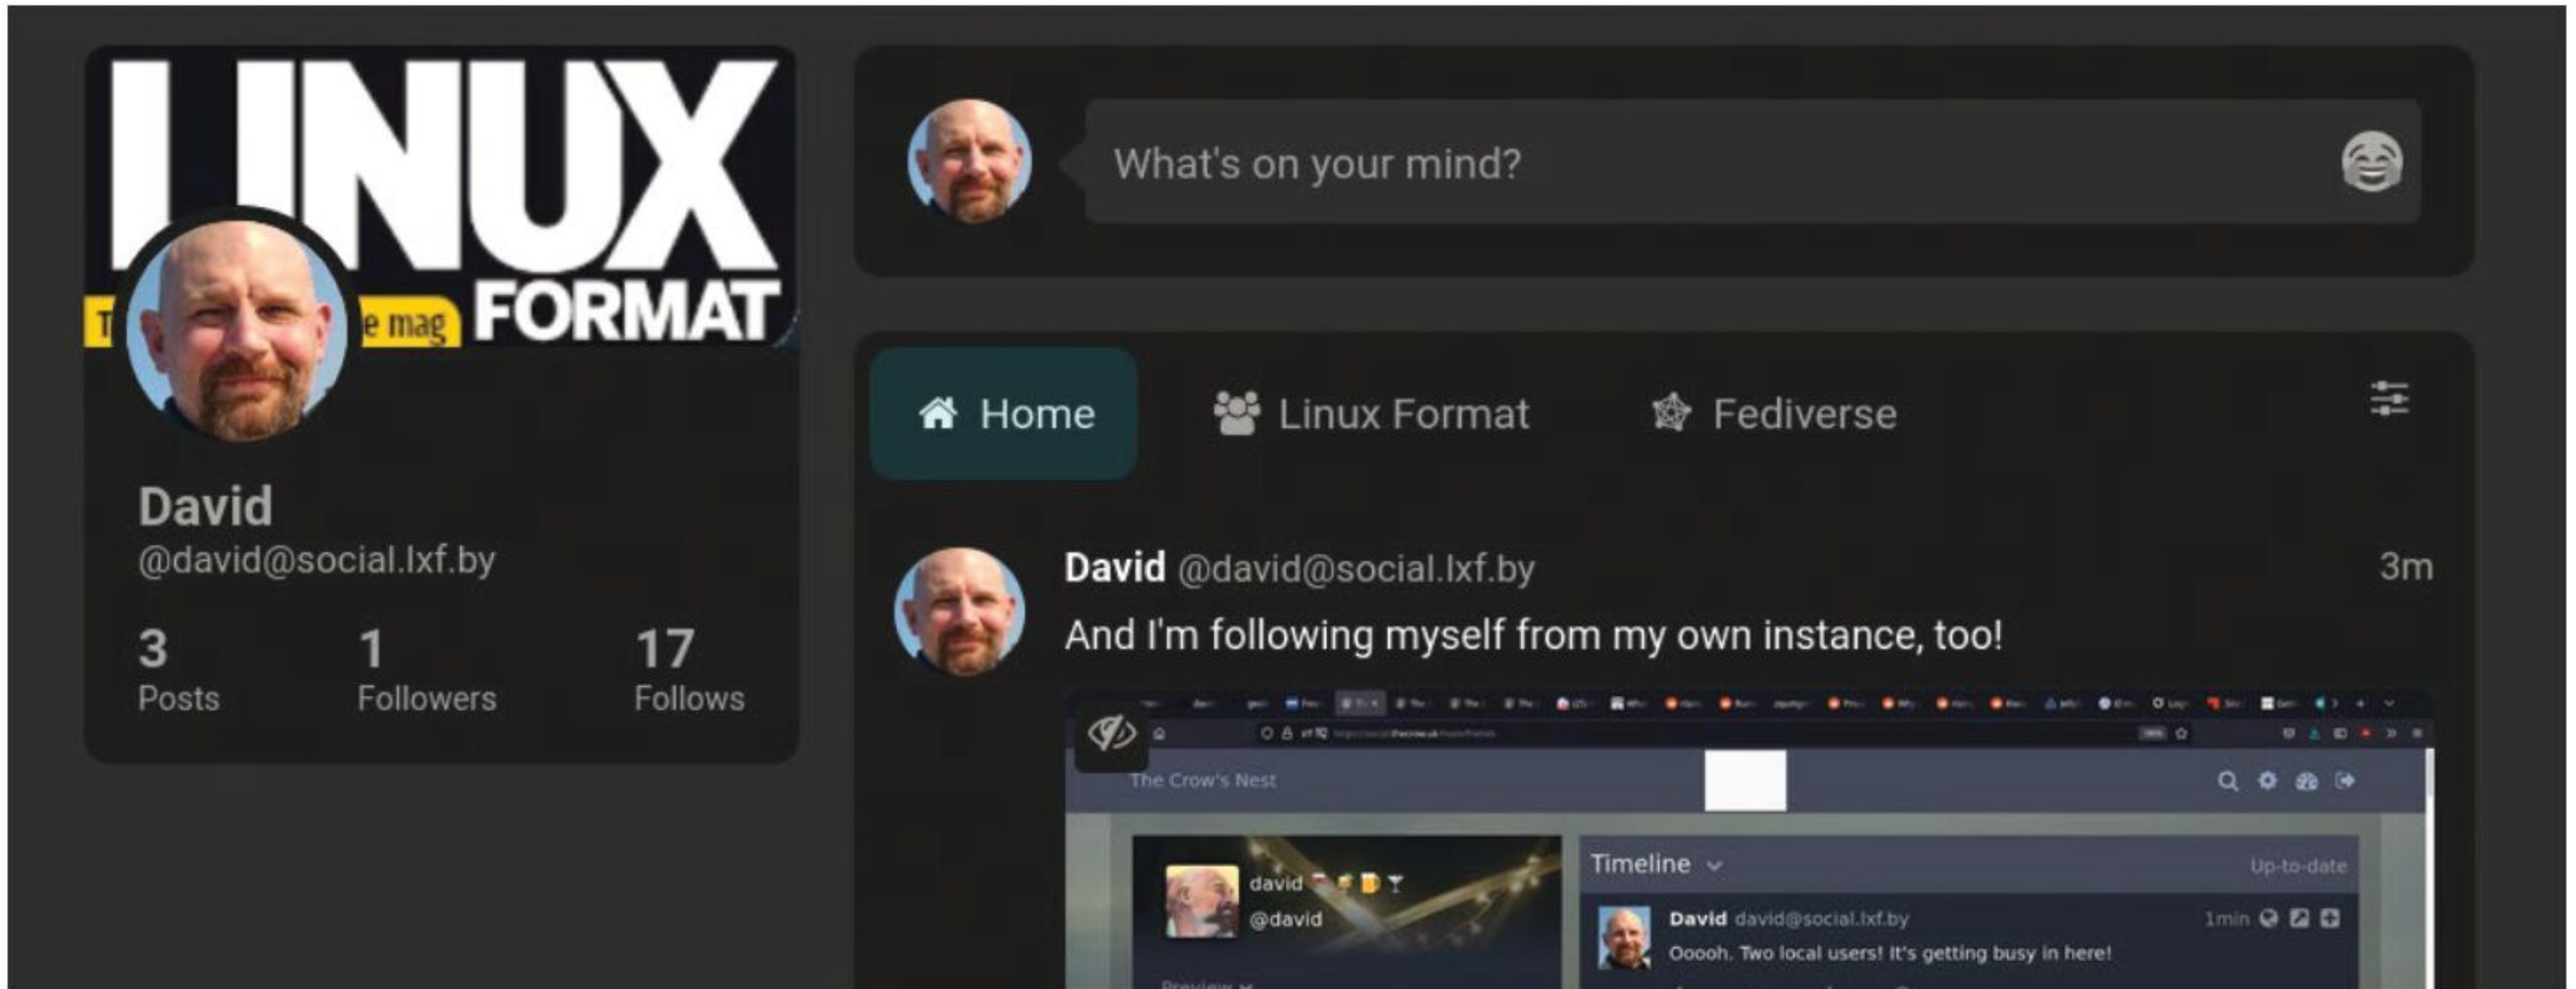 LINUX
FORMAT
e mag
David
@david@social.lxf.by
3
1
17
Posts
Followers
Follows
What's on your mind?
Home
Linux Format
Fediverse
David @david@social.lxf.by
3m
And I'm following myself from my own instance, too!
The Crow's Nest
david
@david
Timeline
Up-to-date
David david@social.lxf.by
1min
Ooooh. Two local users! It's getting busy in here!
Preview